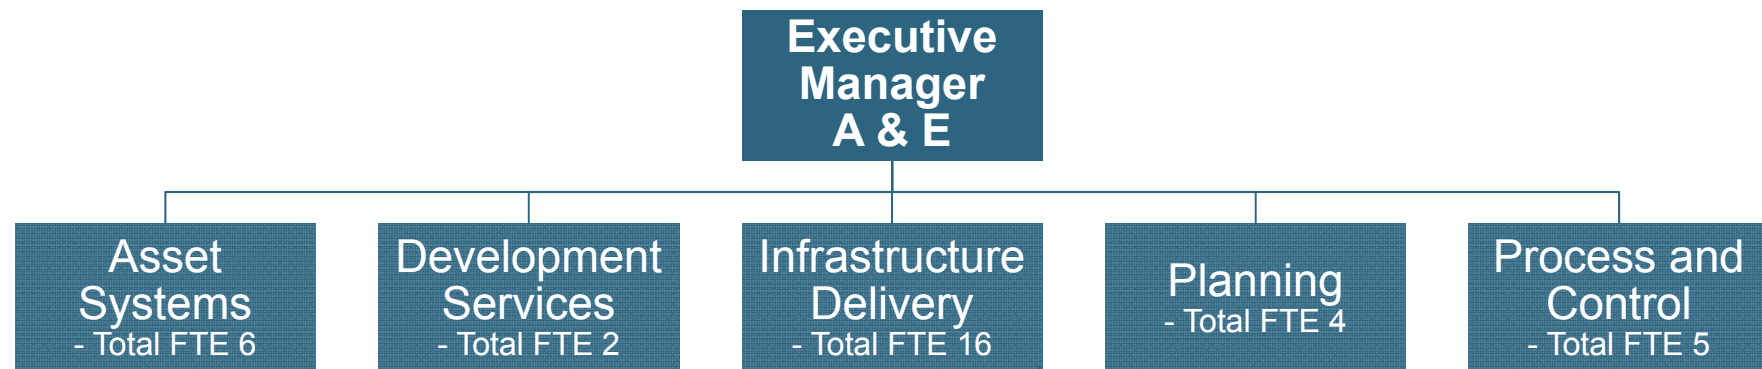 Executive
Manager
A & E
Asset
Systems
- Total FTE 6
Development
Services
- Total FTE 2
Infrastructure
Delivery
- Total FTE 16
Planning
- Total FTE 4
Process and
Control
- Total FTE 5